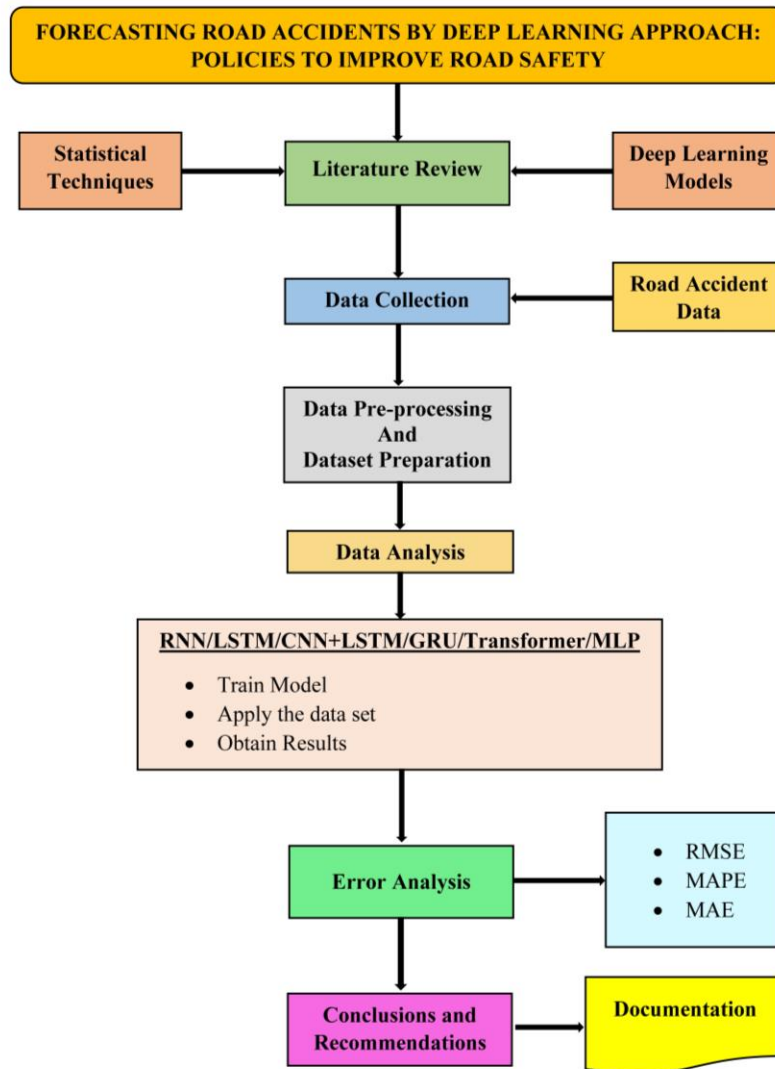 FORECASTING ROAD ACCIDENTS BY DEEP LEARNING APPROACH:
POLICIES TO IMPROVE ROAD SAFETY
Statistical
Techniques
Literature Review
Deep Learning
Models
Data Collection
Road Accident
Data
Data Pre-processing
And
Dataset Preparation
Data Analysis
RNN/LSTM/CNN+LSTM/GRU/Transformer/MLP
• Train Model
• Apply the data set
• Obtain Results
Error Analysis
• RMSE
• MAPE
• MAE
Conclusions and
Recommendations
Documentation